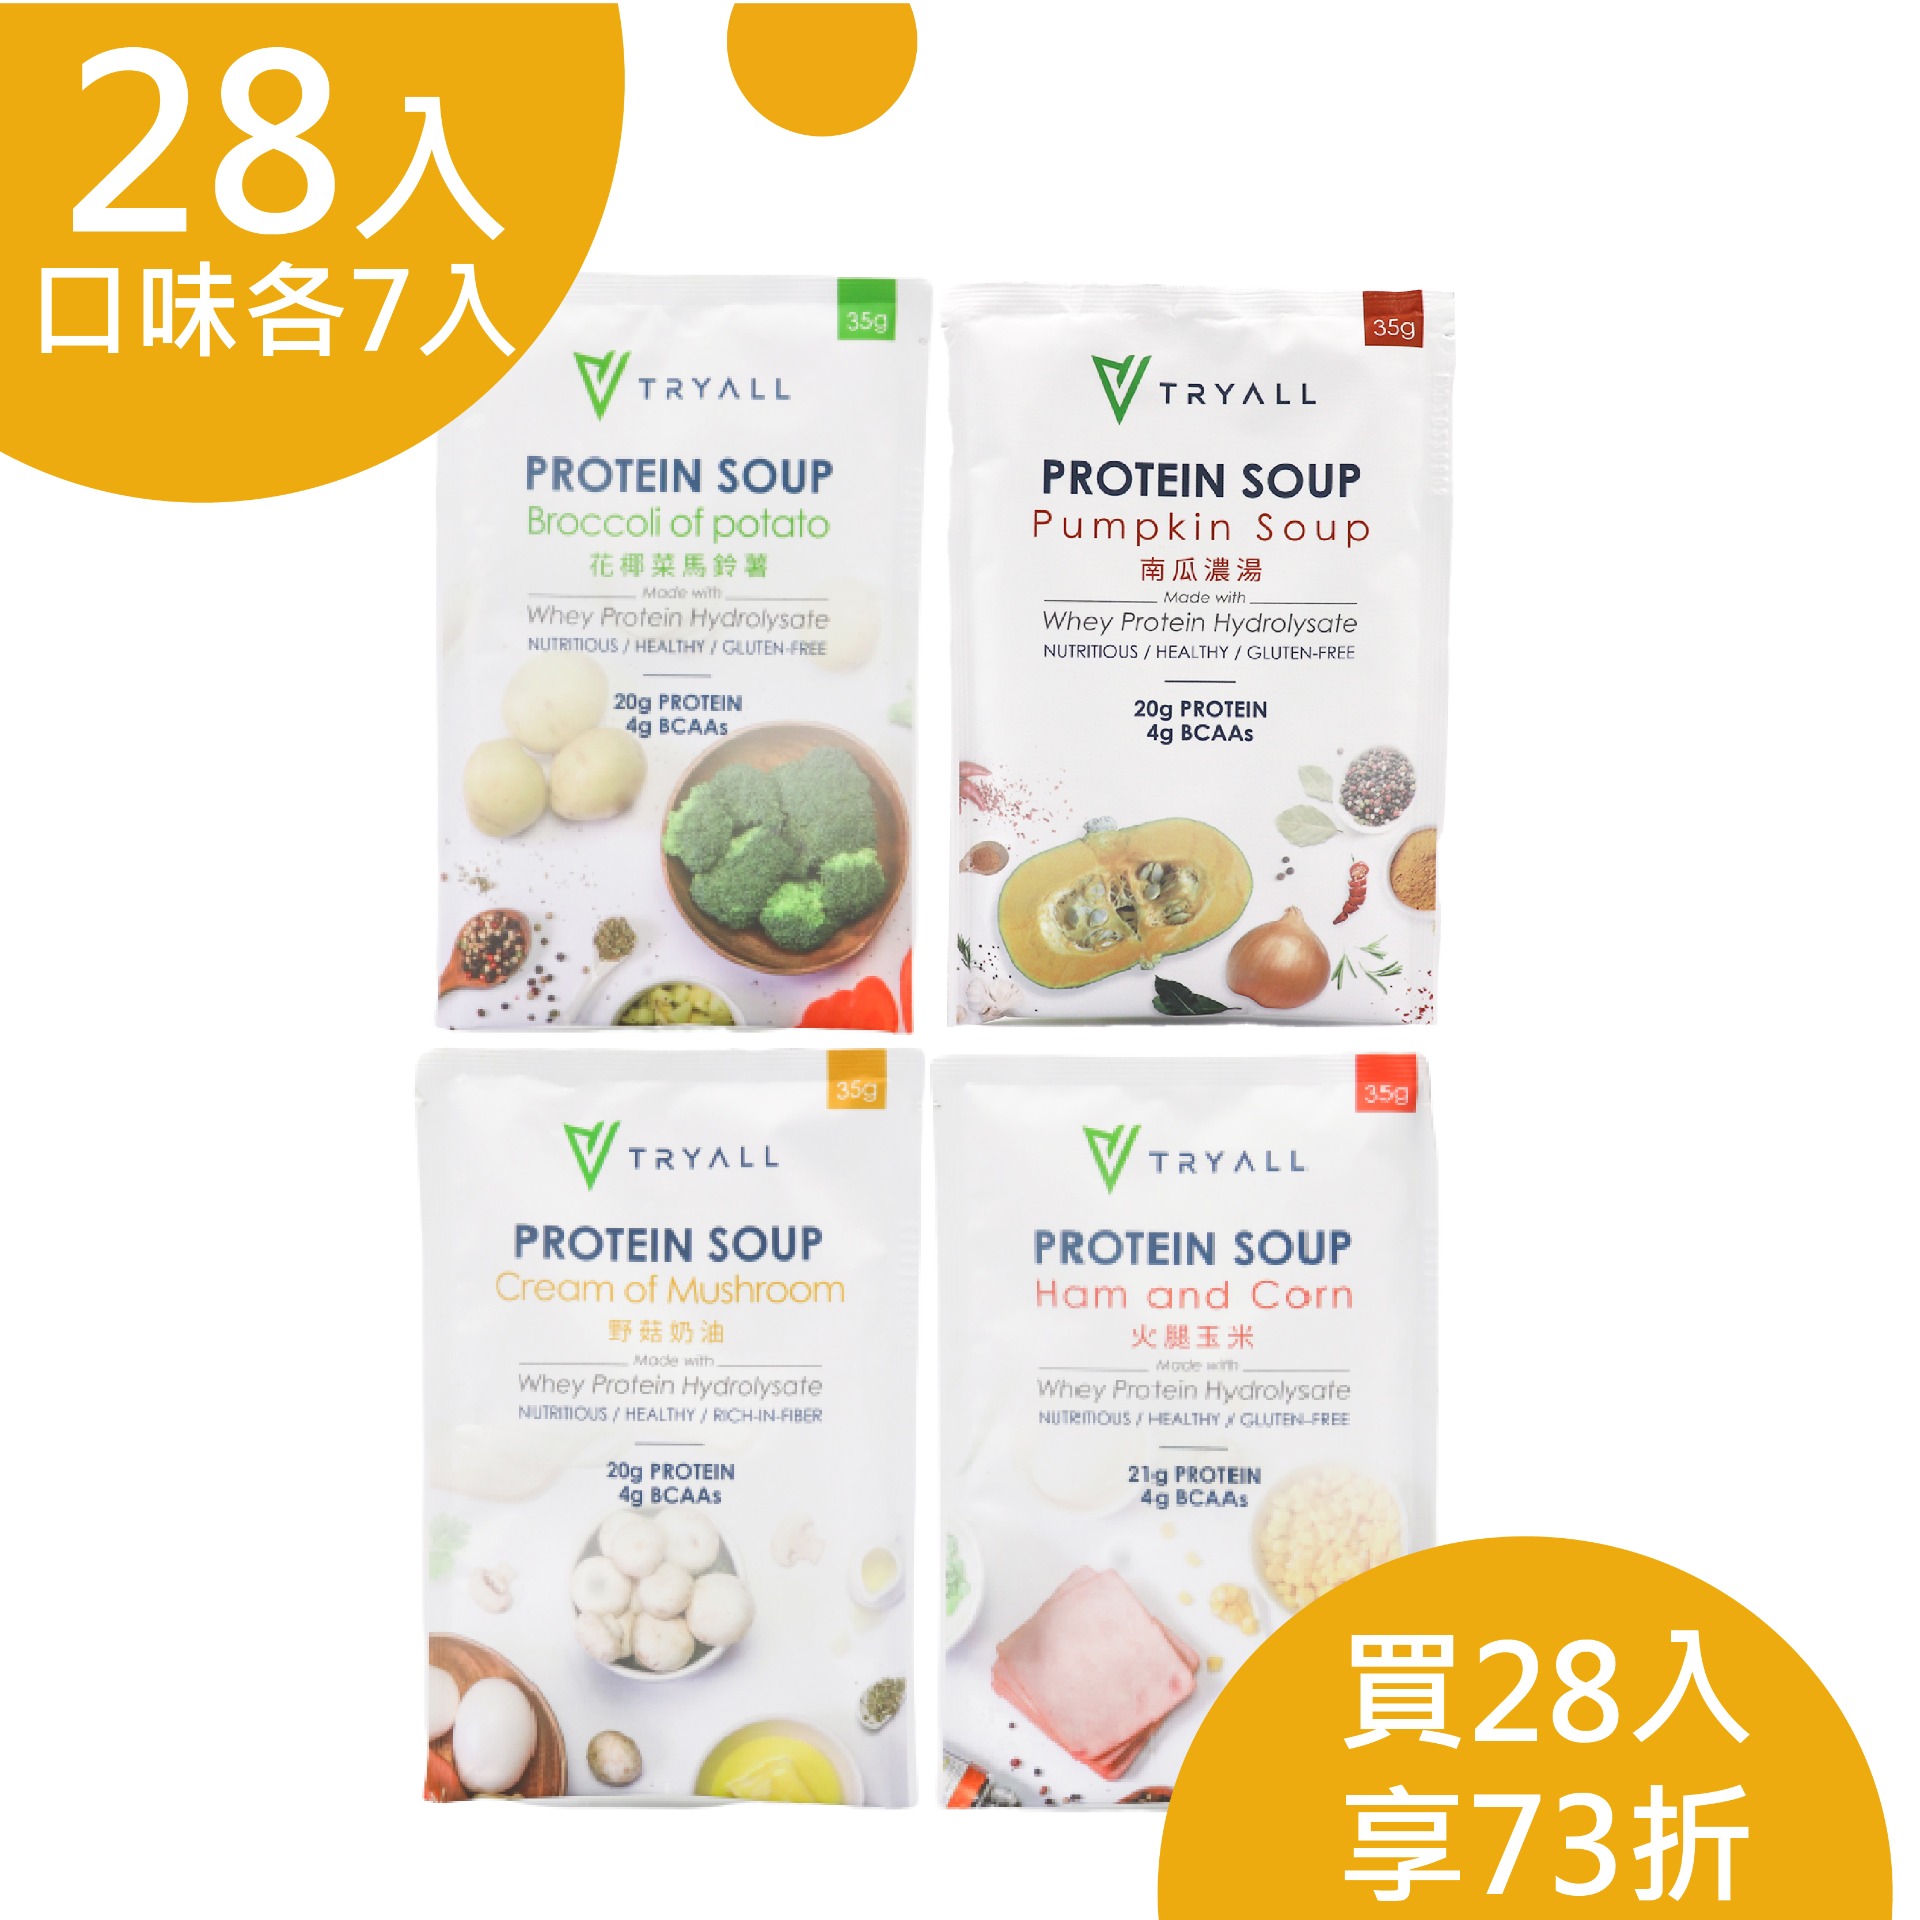 28入
口味各7入
35g
TRYALL
PROTEIN SOUP
Broccoli of potato
花椰菜馬鈴薯
Made with
Whey Protein Hydrolysate
NUTRITIOUS / HEALTHY / GLUTEN-FREE
20g PROTEIN
4g BCAAs
35g
TRYALL
PROTEIN SOUP
Pumpkin Soup
南瓜濃湯
Made with
Whey Protein Hydrolysate
NUTRITIOUS / HEALTHY / GLUTEN-FREE
20g PROTEIN
4g BCAAs
35g
TRYALL
PROTEIN SOUP
Cream of Mushroom
野菇奶油
Made with
Whey Protein Hydrolysate
NUTRITIOUS / HEALTHY / RICH-IN-FIBER
20g PROTEIN
4g BCAAs
35g
TRYALL
PROTEIN SOUP
Ham and Corn
火腿玉米
Made with
Whey Protein Hydrolysate
NUTRITIOUS / HEALTHY / GLUTEN-FREE
21g PROTEIN
4g BCAAs
買28入
享73折